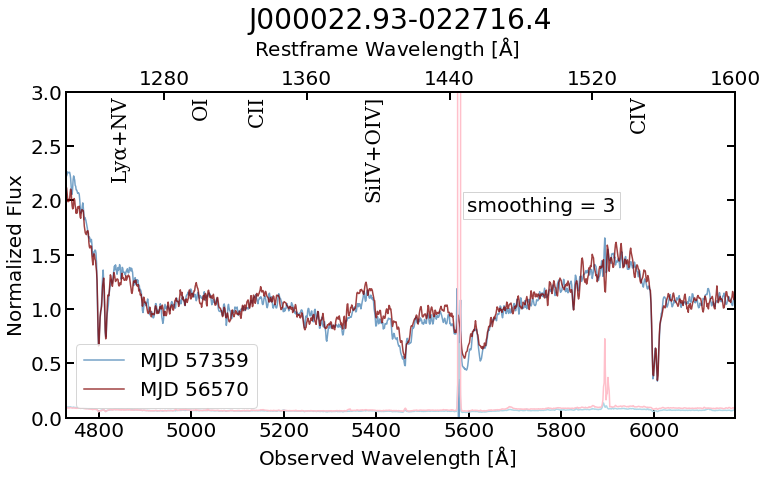 J000022.93-022716.4
Restframe Wavelength [Å]
1280 1360 1440 1520 1600
3.0
2.5
2.0
1.5
1.0
0.5
0.0
Normalized Flux
Lyα+NV
OI
CII
SiIV+OIV]
CIV
smoothing = 3
MJD 57359
MJD 56570
4800 5000 5200 5400 5600 5800 6000
Observed Wavelength [Å]